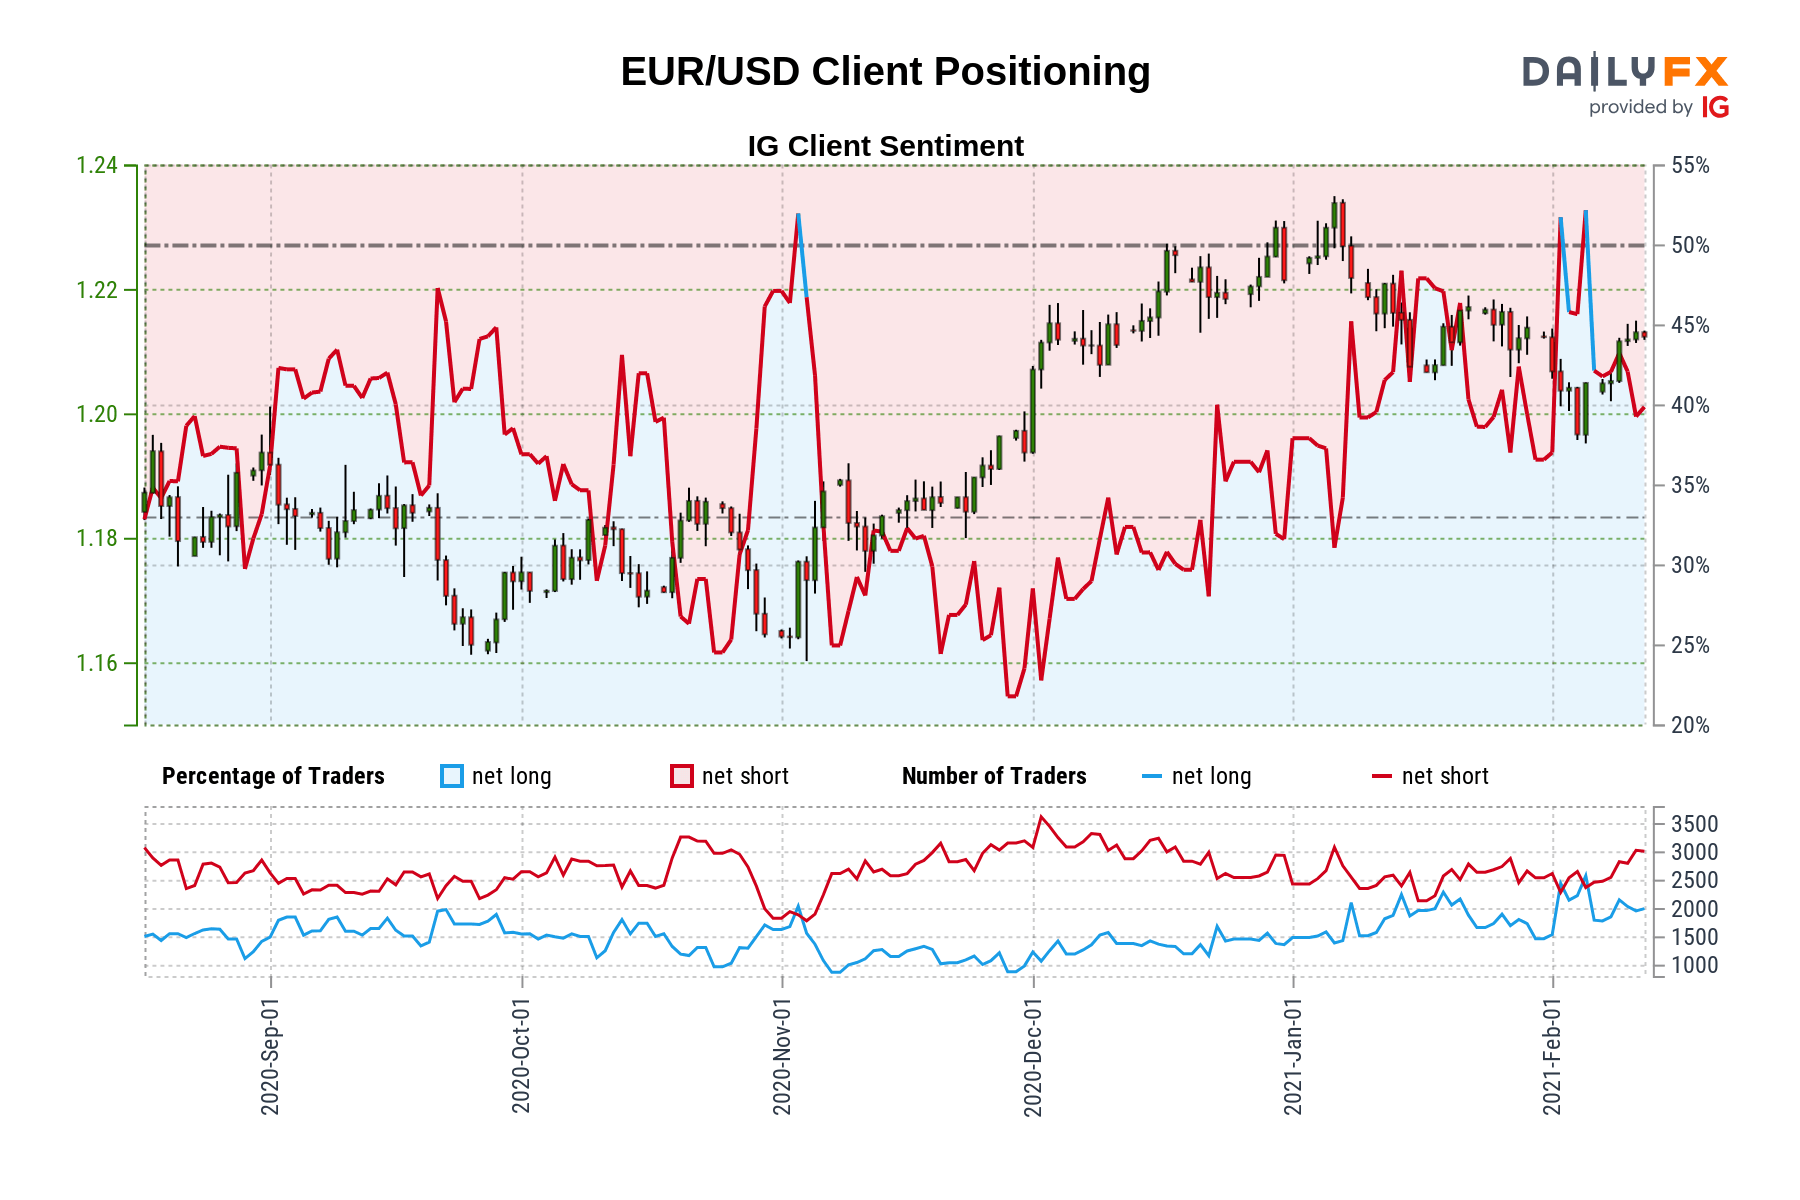 EUR/USD Client Positioning
DAILYFX
provided by IG
IG Client Sentiment
1.24
1.22
1.20
1.18
1.16
55%
50%
45%
40%
35%
30%
25%
20%
Percentage of Traders net long net short Number of Traders net long net short
3500
3000
2500
2000
1500
1000
2020-Sep-01
2020-Oct-01
2020-Nov-01
2020-Dec-01
2021-Jan-01
2021-Feb-01